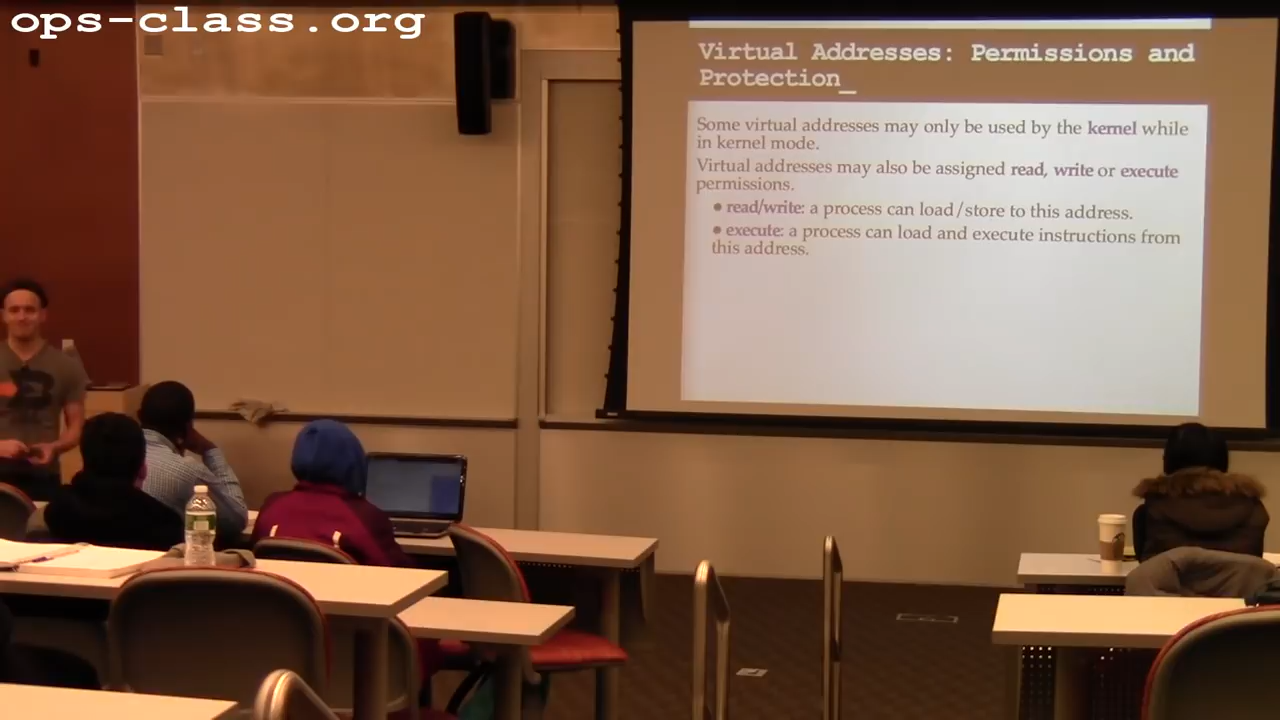 ops-class.org
Virtual Addresses: Permissions and
Protection_
Some virtual addresses may only be used by the kernel while
in kernel mode.
Virtual addresses may also be assigned read, write or execute
permissions.
• read/write: a process can load/store to this address.
• execute: a process can load and execute instructions from
this address.